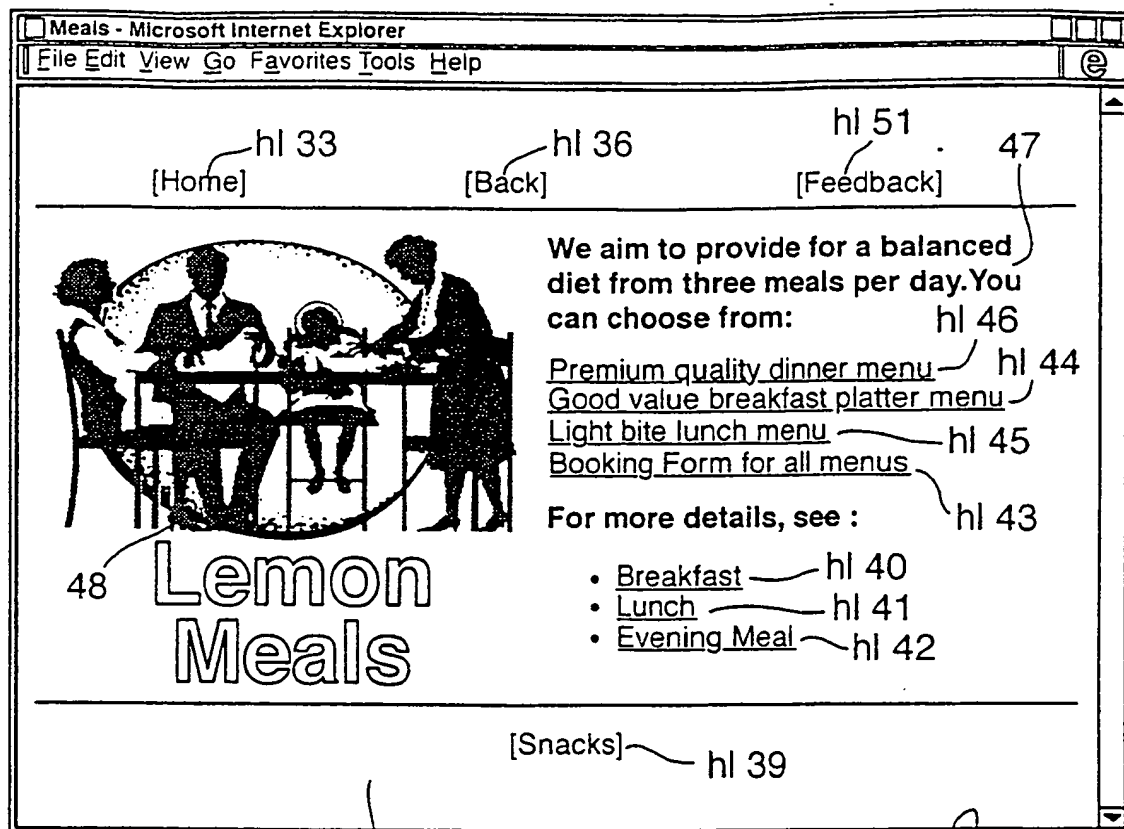 Meals - Microsoft Internet Explorer
File Edit View Go Favorites Tools Help
e
hl 33
hl 36
hl 51
47
[Home]
[Back]
[Feedback]
We aim to provide for a balanced
diet from three meals per day.You
can choose from:
hl 46
Premium quality dinner menu
hl 44
Good value breakfast platter menu
Light bite lunch menu
hl 45
Booking Form for all menus
For more details, see :
hl 43
48
Lemon
Meals
• Breakfast
hl 40
• Lunch
hl 41
• Evening Meal
hl 42
[Snacks]
hl 39